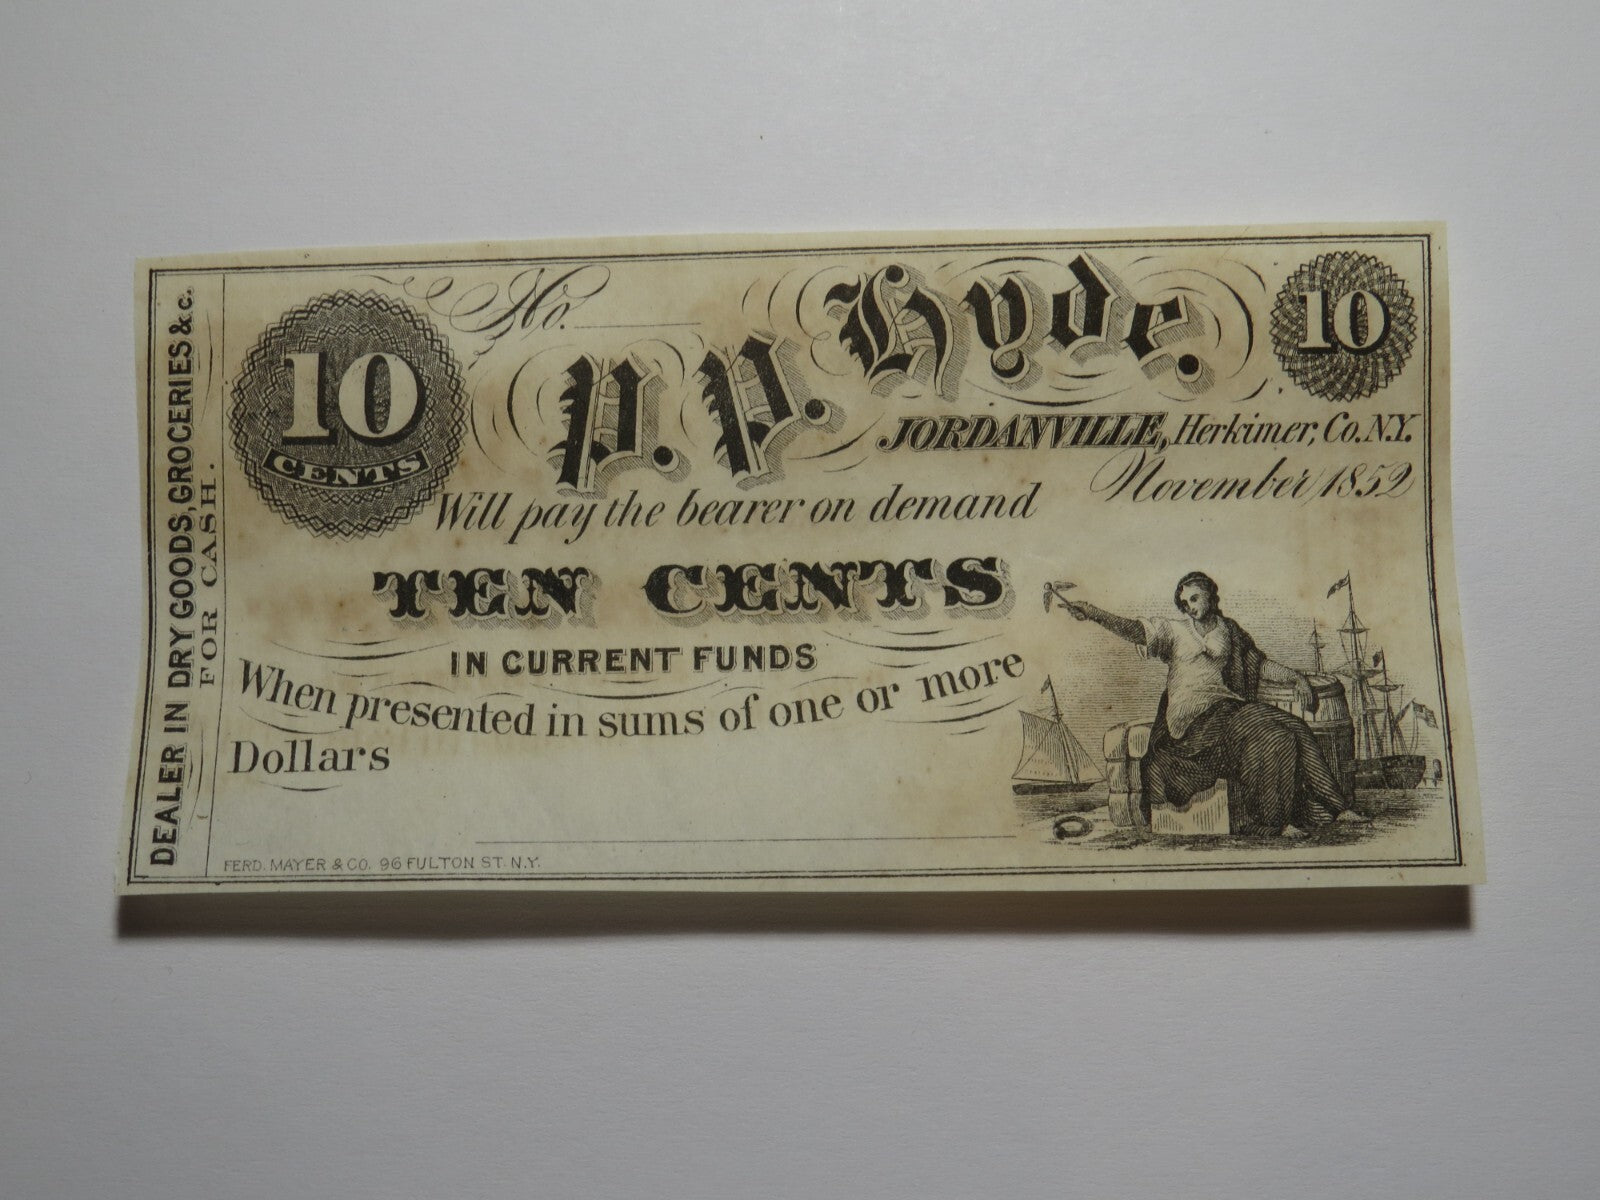 DEALER IN DRY GOODS, GROCERIES & c.
FOR CASH.
10
CENTS
No.
P. P. Hyde.
10
JORDANVILLE, Herkimer, Co. N.Y.
November 1852
Will pay the bearer on demand
TEN CENTS
IN CURRENT FUNDS
When presented in sums of one or more
Dollars
FERD. MAYER & CO. 96 FULTON ST. N.Y.